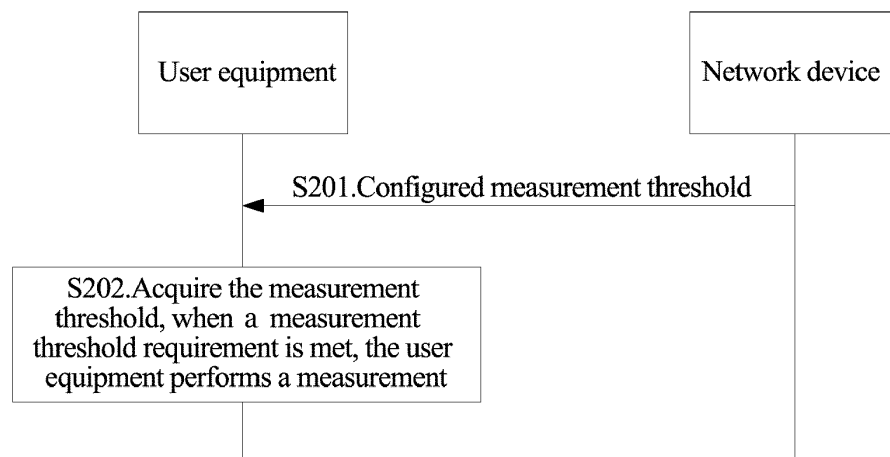 User equipment
Network device
S201.Configured measurement threshold
S202.Acquire the measurement
threshold, when a measurement
threshold requirement is met, the user
equipment performs a measurement